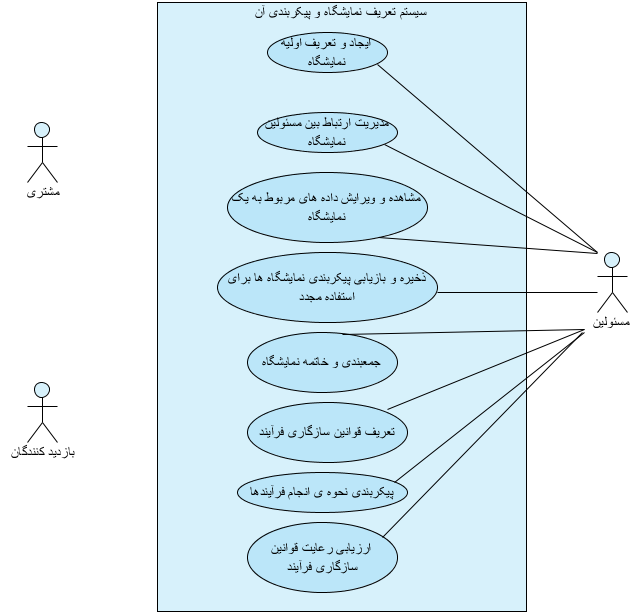 سیستم تعریف نمایشگاه و پیکربندی آن
ایجاد و تعریف اولیه
نمایشگاه
مدیریت ارتباط بین مسئولین
نمایشگاه
مشتری
مشاهده و ویرایش داده های مربوط به یک
نمایشگاه
ذخیره و بازیابی پیکربندی نمایشگاه ها برای
استفاده مجدد
مسئولین
جمعبندی و خاتمه نمایشگاه
تعریف قوانین سازگاری فرآیند
بازدید کنندگان
پیکربندی نحوه ی انجام فرآیندها
ارزیابی رعایت قوانین
سازگاری فرآیند